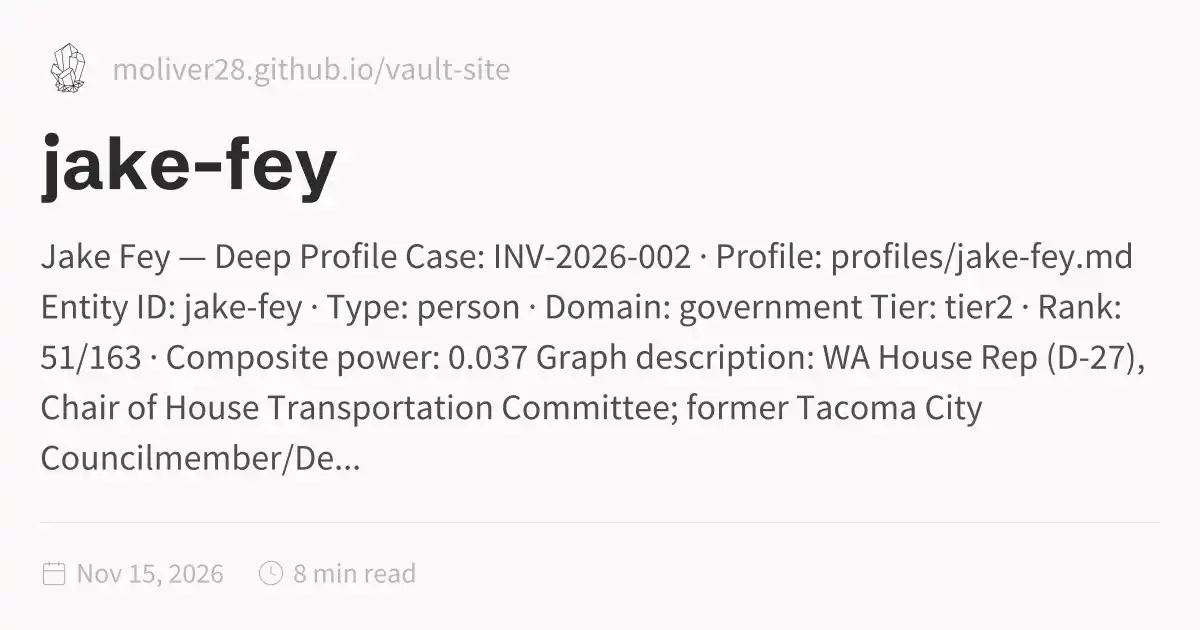 moliver28.github.io/vault-site
jake-fey
Jake Fey — Deep Profile Case: INV-2026-002 · Profile: profiles/jake-fey.md
Entity ID: jake-fey · Type: person · Domain: government Tier: tier2 · Rank:
51/163 · Composite power: 0.037 Graph description: WA House Rep (D-27),
Chair of House Transportation Committee; former Tacoma City
Councilmember/De...
Nov 15, 2026 8 min read